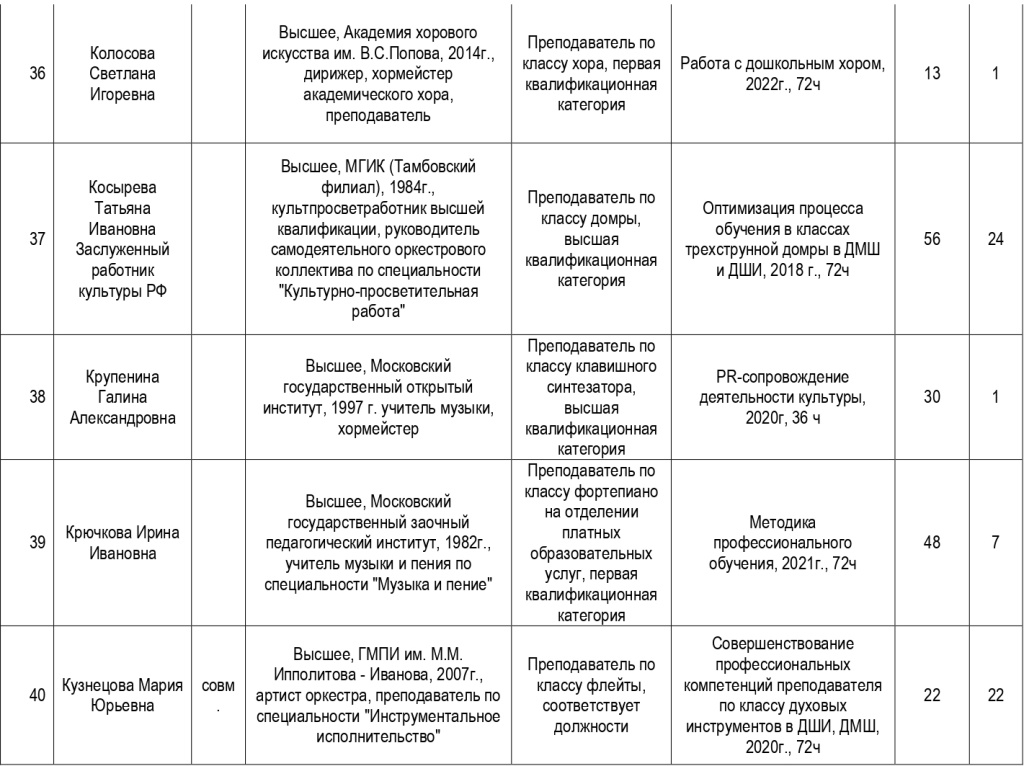 36
Колосова
Светлана
Игоревна
Высшее, Академия хорового
искусства им. В.С.Попова, 2014г.,
дирижер, хормейстер
академического хора,
преподаватель
Преподаватель по
классу хора, первая
квалификационная
категория
Работа с дошкольным хором,
2022г., 72ч
13
1
37
Косырева
Татьяна
Ивановна
Заслуженный
работник
культуры РФ
Высшее, МГИК (Тамбовский
филиал), 1984г.,
культпросветработник высшей
квалификации, руководитель
самодеятельного оркестрового
коллектива по специальности
"Культурно-просветительная
работа"
Преподаватель по
классу домры,
высшая
квалификационная
категория
Оптимизация процесса
обучения в классах
трехструнной домры в ДМШ
и ДШИ, 2018 г., 72ч
56
24
38
Крупенина
Галина
Александровна
Высшее, Московский
государственный открытый
институт, 1997 г. учитель музыки,
хормейстер
Преподаватель по
классу клавишного
синтезатора,
высшая
квалификационная
категория
PR-сопровождение
деятельности культуры,
2020г, 36 ч
30
1
39
Крючкова Ирина
Ивановна
Высшее, Московский
государственный заочный
педагогический институт, 1982г.,
учитель музыки и пения по
специальности "Музыка и пение"
Преподаватель по
классу фортепиано
на отделении
платных
образовательных
услуг, первая
квалификационная
категория
Методика
профессионального
обучения, 2021г., 72ч
48
7
40
Кузнецова Мария
Юрьевна
совм
.
Высшее, ГМПИ им. М.М.
Ипполитова - Иванова, 2007г.,
артист оркестра, преподаватель по
специальности "Инструментальное
исполнительство"
Преподаватель по
классу флейты,
соответствует
должности
Совершенствование
профессиональных
компетенций преподавателя
по классу духовых
инструментов в ДШИ, ДМШ,
2020г., 72ч
22
22